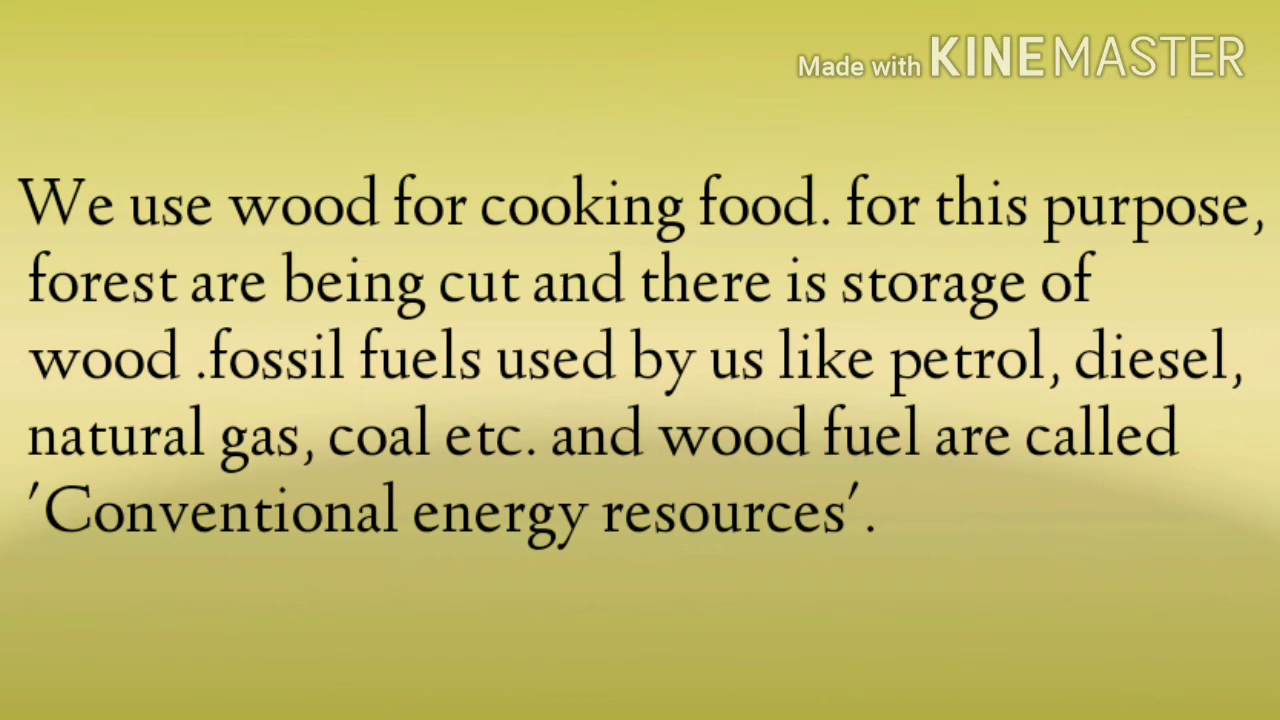 Made with KINEMASTER
We use wood for cooking food. for this purpose,
forest are being cut and there is storage of
wood .fossil fuels used by us like petrol, diesel,
natural gas, coal etc. and wood fuel are called
'Conventional energy resources'.